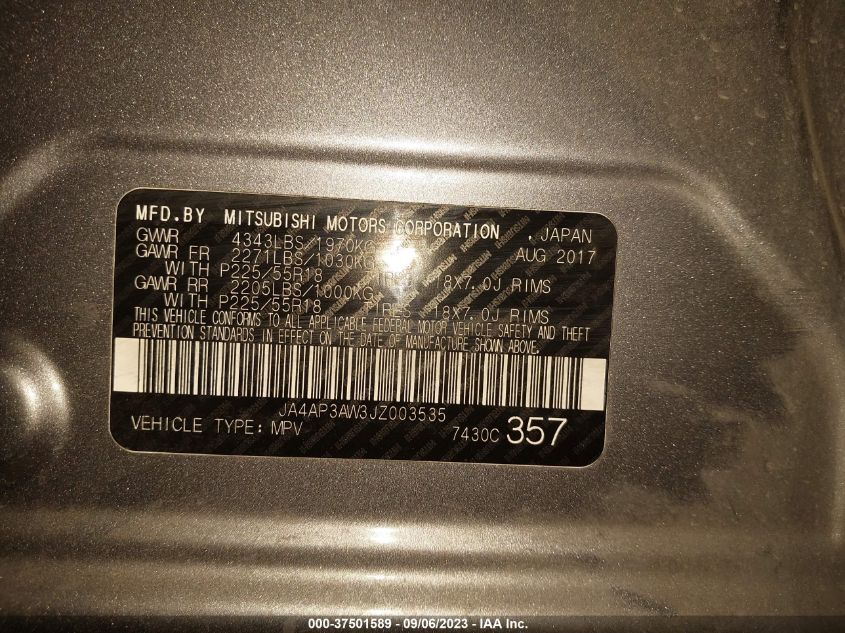 MFD.BY MITSUBISHI MOTORS CORPORATION , JAPAN
GVWR 4343LBS/1970KG AUG 2017
GAWR FR 2271LBS/1030KG
WITH P225/55R18 TIRES, 18X7.0J RIMS
GAWR RR 2205LBS/1000KG
WITH P225/55R18 TIRES, 18X7.0J RIMS
THIS VEHICLE CONFORMS TO ALL APPLICABLE FEDERAL MOTOR VEHICLE SAFETY AND THEFT
PREVENTION STANDARDS IN EFFECT ON THE DATE OF MANUFACTURE SHOWN ABOVE.
JA4AP3AW3JZ003535
VEHICLE TYPE: MPV 7430C 357
000-37501589 - 09/06/2023 - © IAA Inc.